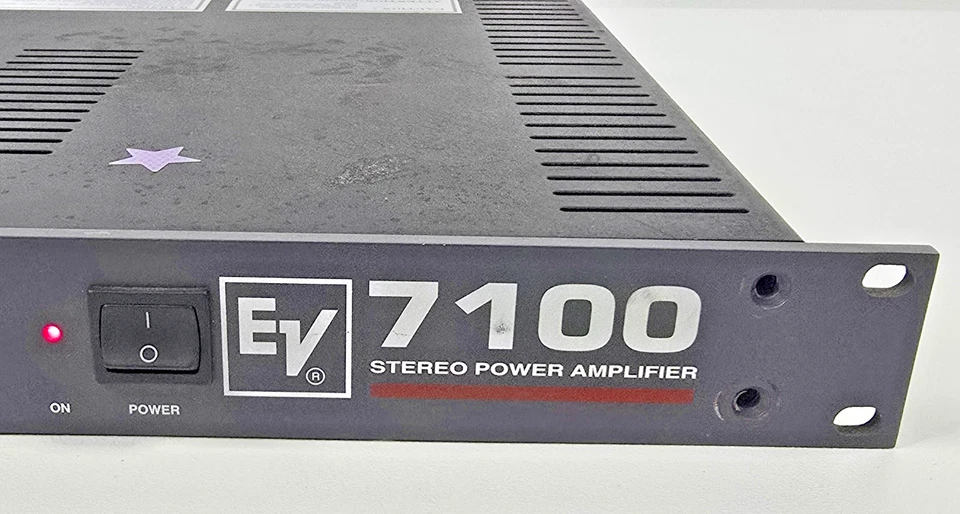 EV®
7100
STEREO POWER AMPLIFIER
I
O
ON
POWER